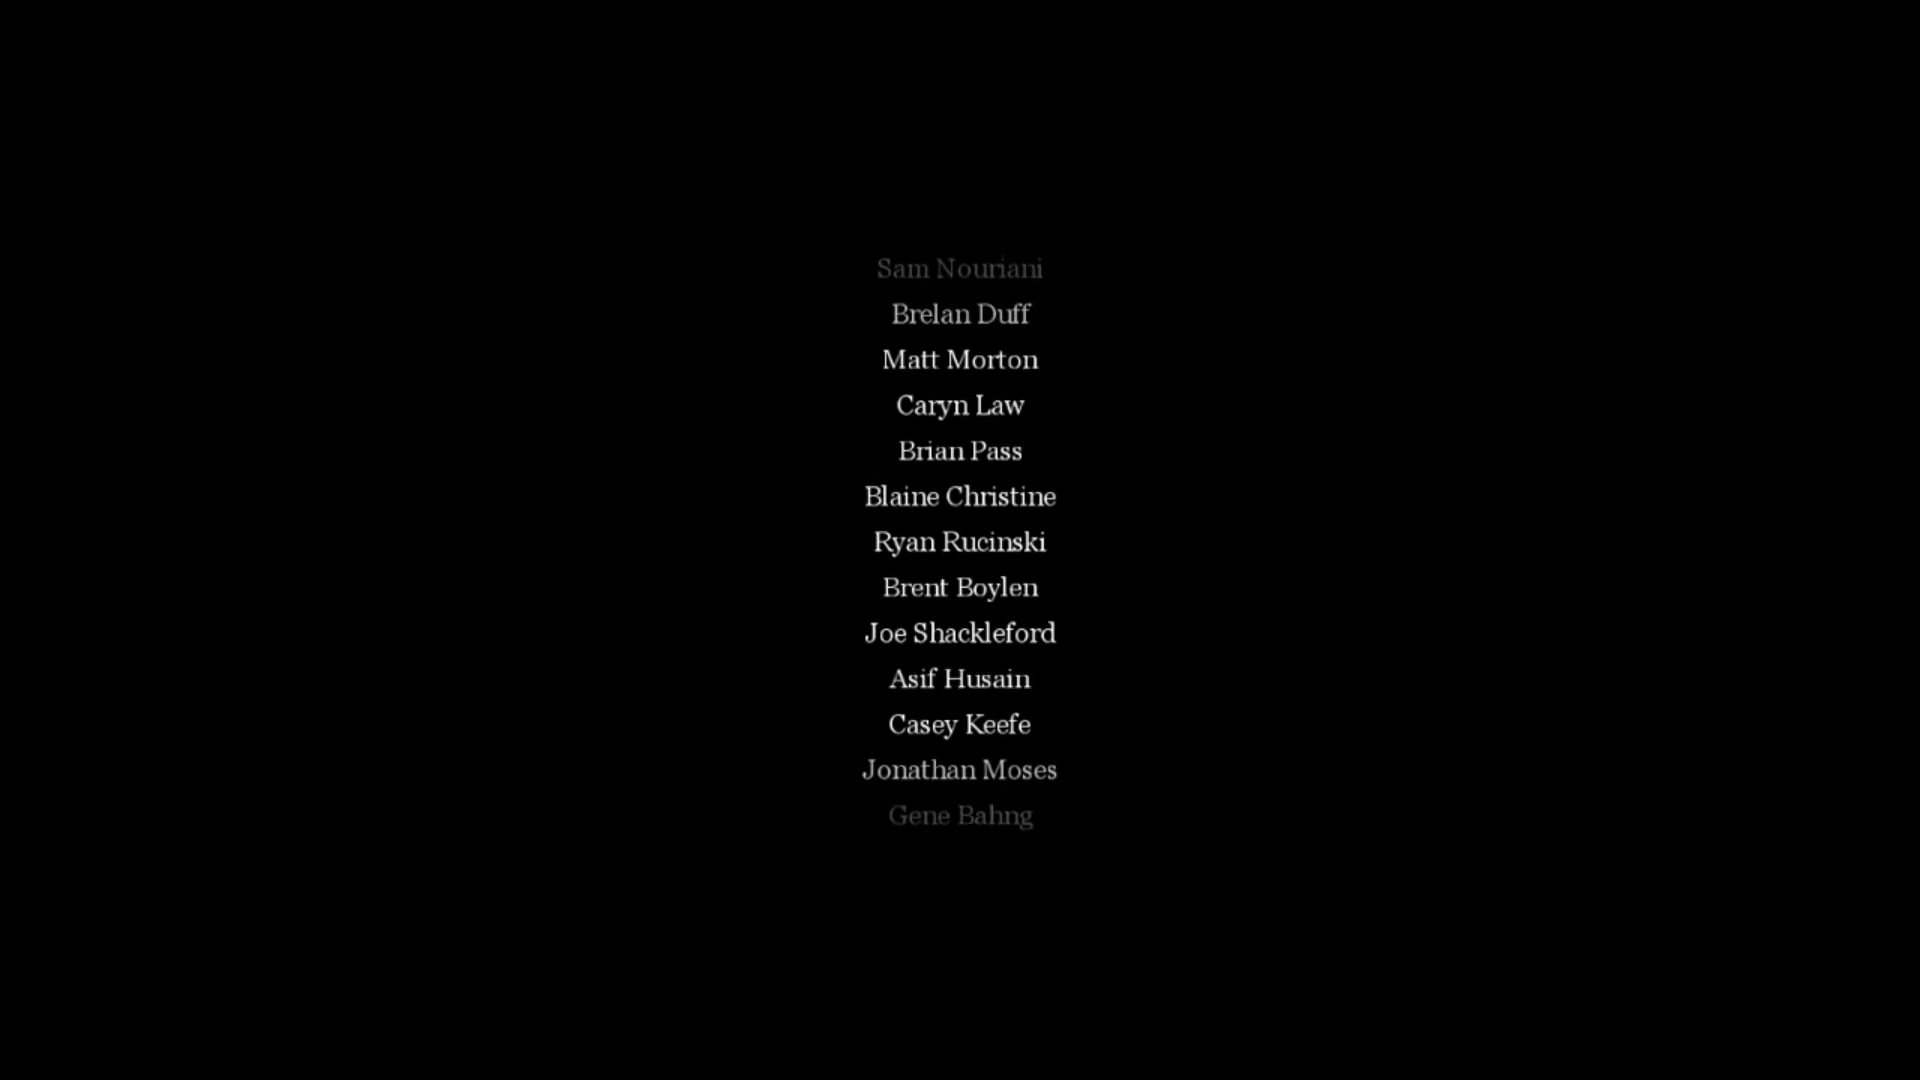 Sam Nouriani
Brelan Duff
Matt Morton
Caryn Law
Brian Pass
Blaine Christine
Ryan Rucinski
Brent Boylen
Joe Shackleford
Asif Husain
Casey Keefe
Jonathan Moses
Gene Bahng